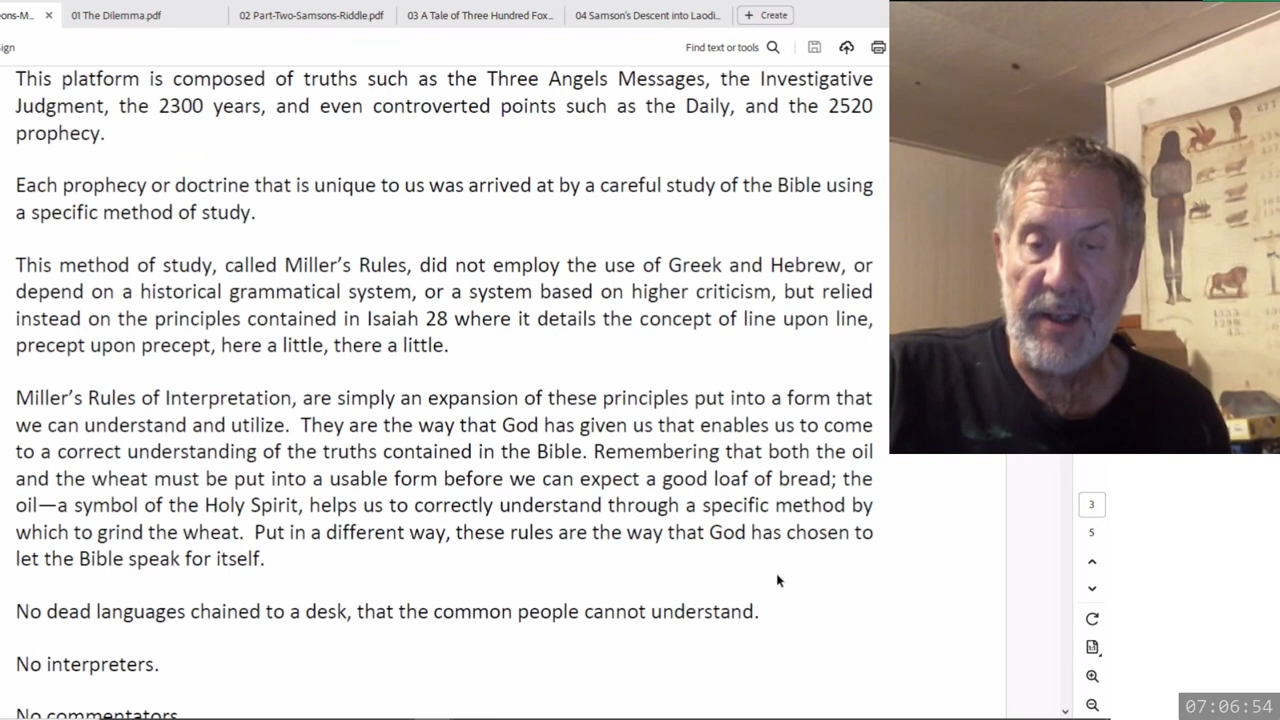 ons-M...
01 The Dilemma.pdf
02 Part-Two-Samsons-Riddle.pdf
03 A Tale of Three Hundred Fox...
04 Samson's Descent into Laodi...
+ Create
ign
Find text or tools
This platform is composed of truths such as the Three Angels Messages, the Investigative
Judgment, the 2300 years, and even controverted points such as the Daily, and the 2520
prophecy.
Each prophecy or doctrine that is unique to us was arrived at by a careful study of the Bible using
a specific method of study.
This method of study, called Miller's Rules, did not employ the use of Greek and Hebrew, or
depend on a historical grammatical system, or a system based on higher criticism, but relied
instead on the principles contained in Isaiah 28 where it details the concept of line upon line,
precept upon precept, here a little, there a little.
Miller's Rules of Interpretation, are simply an expansion of these principles put into a form that
we can understand and utilize.  They are the way that God has given us that enables us to come
to a correct understanding of the truths contained in the Bible. Remembering that both the oil
and the wheat must be put into a usable form before we can expect a good loaf of bread; the
oil—a symbol of the Holy Spirit, helps us to correctly understand through a specific method by
which to grind the wheat.  Put in a different way, these rules are the way that God has chosen to
let the Bible speak for itself.
No dead languages chained to a desk, that the common people cannot understand.
No interpreters.
No commentators
3
5
07:06:54